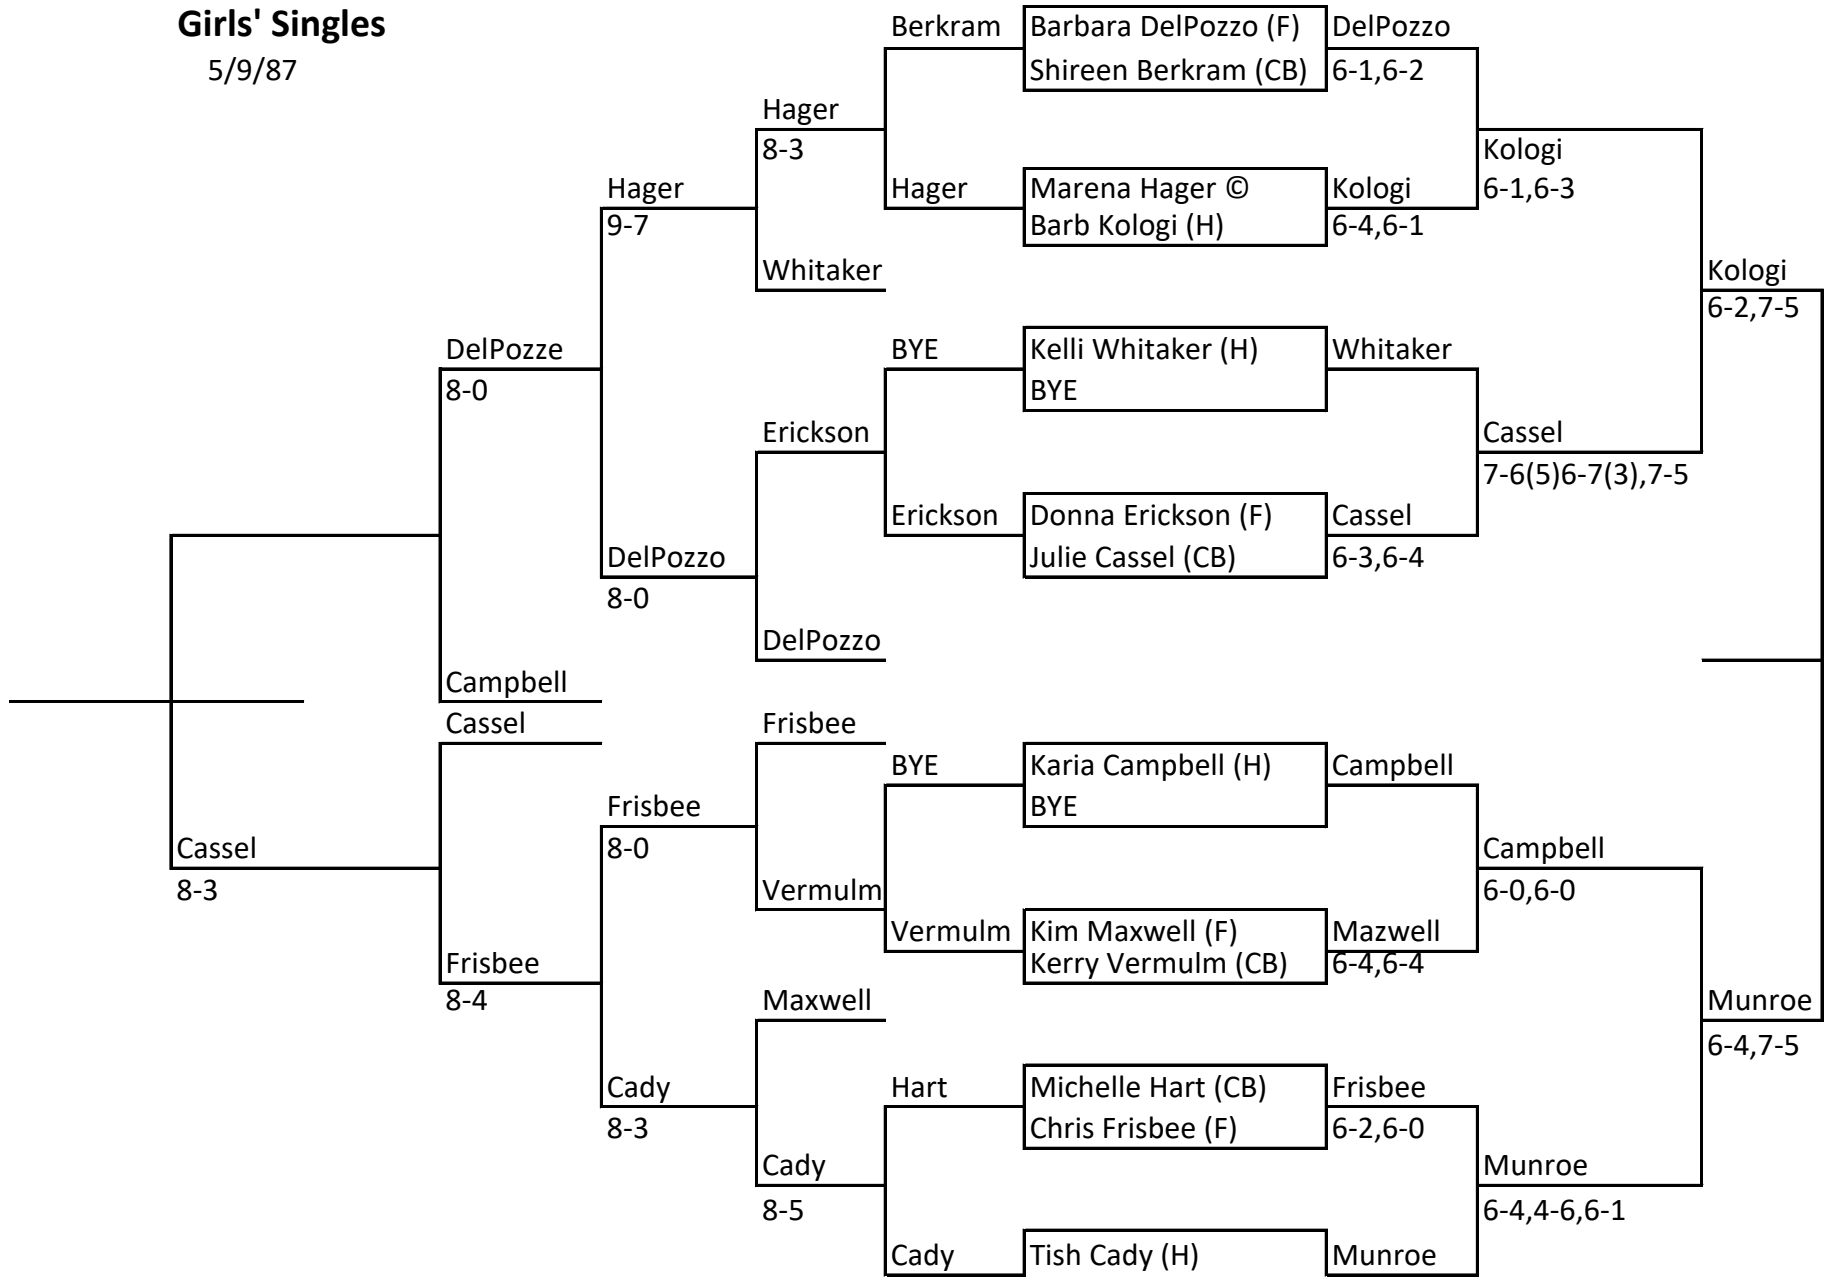 Girls' Singles
5/9/87
Berkram Barbara DelPozzo (F) DelPozzo
Shireen Berkram (CB) 6-1,6-2
Hager
8-3 Kologi
Hager Hager Marena Hager © Kologi 6-1,6-3
9-7 Barb Kologi (H) 6-4,6-1
Whitaker Kologi
6-2,7-5
DelPozze BYE Kelli Whitaker (H) Whitaker
8-0 BYE
Erickson Cassel
7-6(5)6-7(3),7-5
Erickson Donna Erickson (F) Cassel
DelPozzo Julie Cassel (CB) 6-3,6-4
8-0
DelPozzo
Campbell
Cassel Frisbee
BYE Karia Campbell (H) Campbell
Frisbee BYE
Cassel 8-0 Campbell
8-3 Vermulm 6-0,6-0
Vermulm Kim Maxwell (F) Mazwell
Frisbee Kerry Vermulm (CB) 6-4,6-4
8-4 Maxwell Munroe
6-4,7-5
Cady Hart Michelle Hart (CB) Frisbee
8-3 Chris Frisbee (F) 6-2,6-0
Cady Munroe
8-5 6-4,4-6,6-1
Cady Tish Cady (H) Munroe